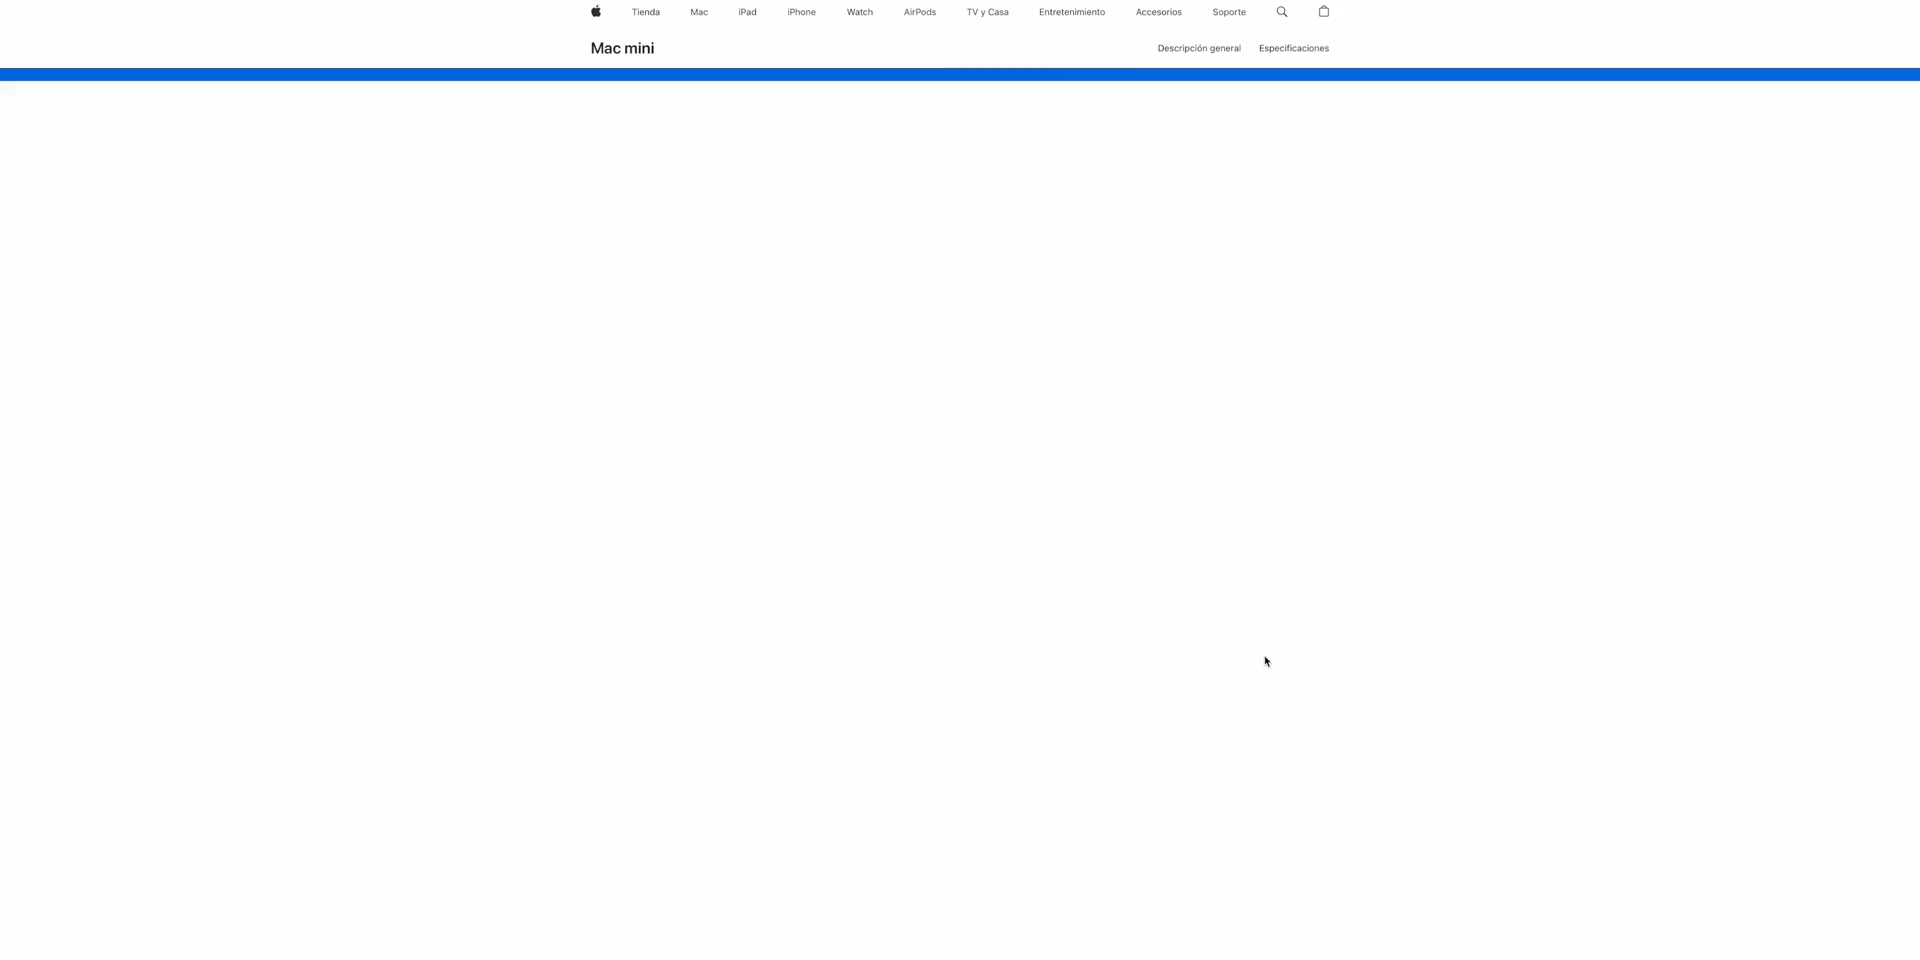 Tienda Mac iPad iPhone Watch AirPods TV y Casa Entretenimiento Accesorios Soporte
Mac mini Descripción general Especificaciones